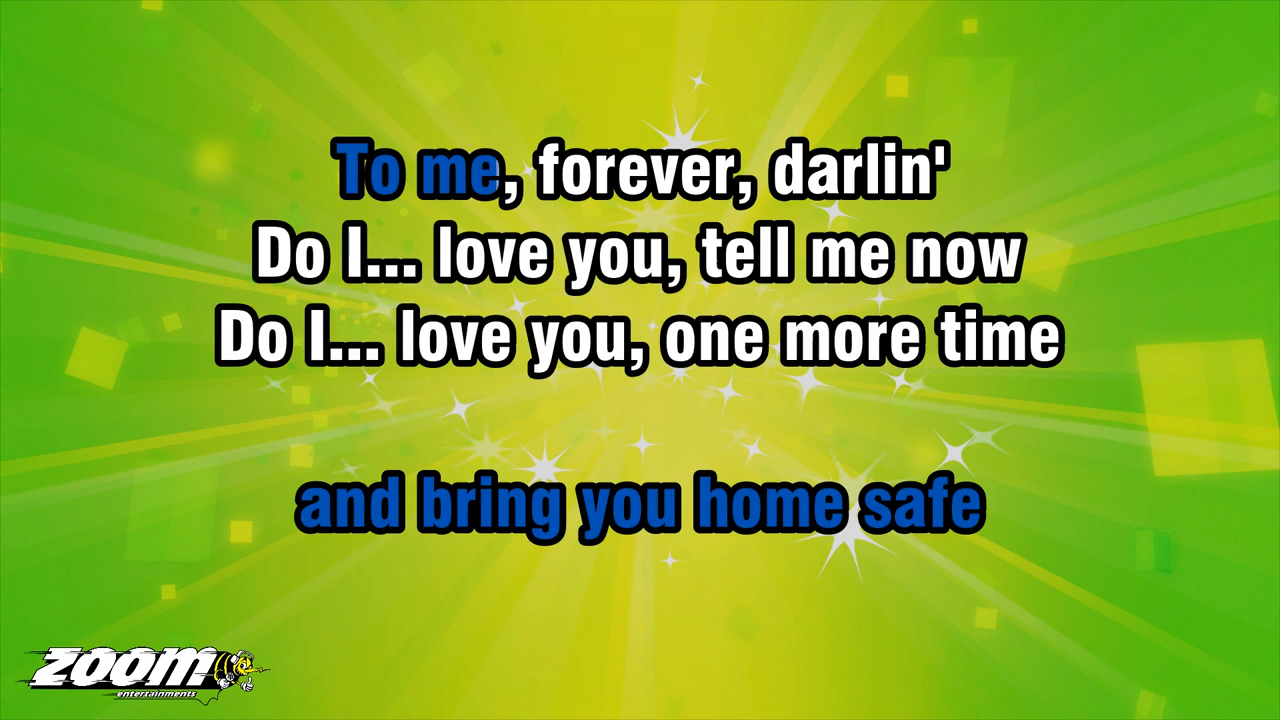 To me, forever, darlin'
Do I... love you, tell me now
Do I... love you, one more time
and bring you home safe
ZOOM
entertainments